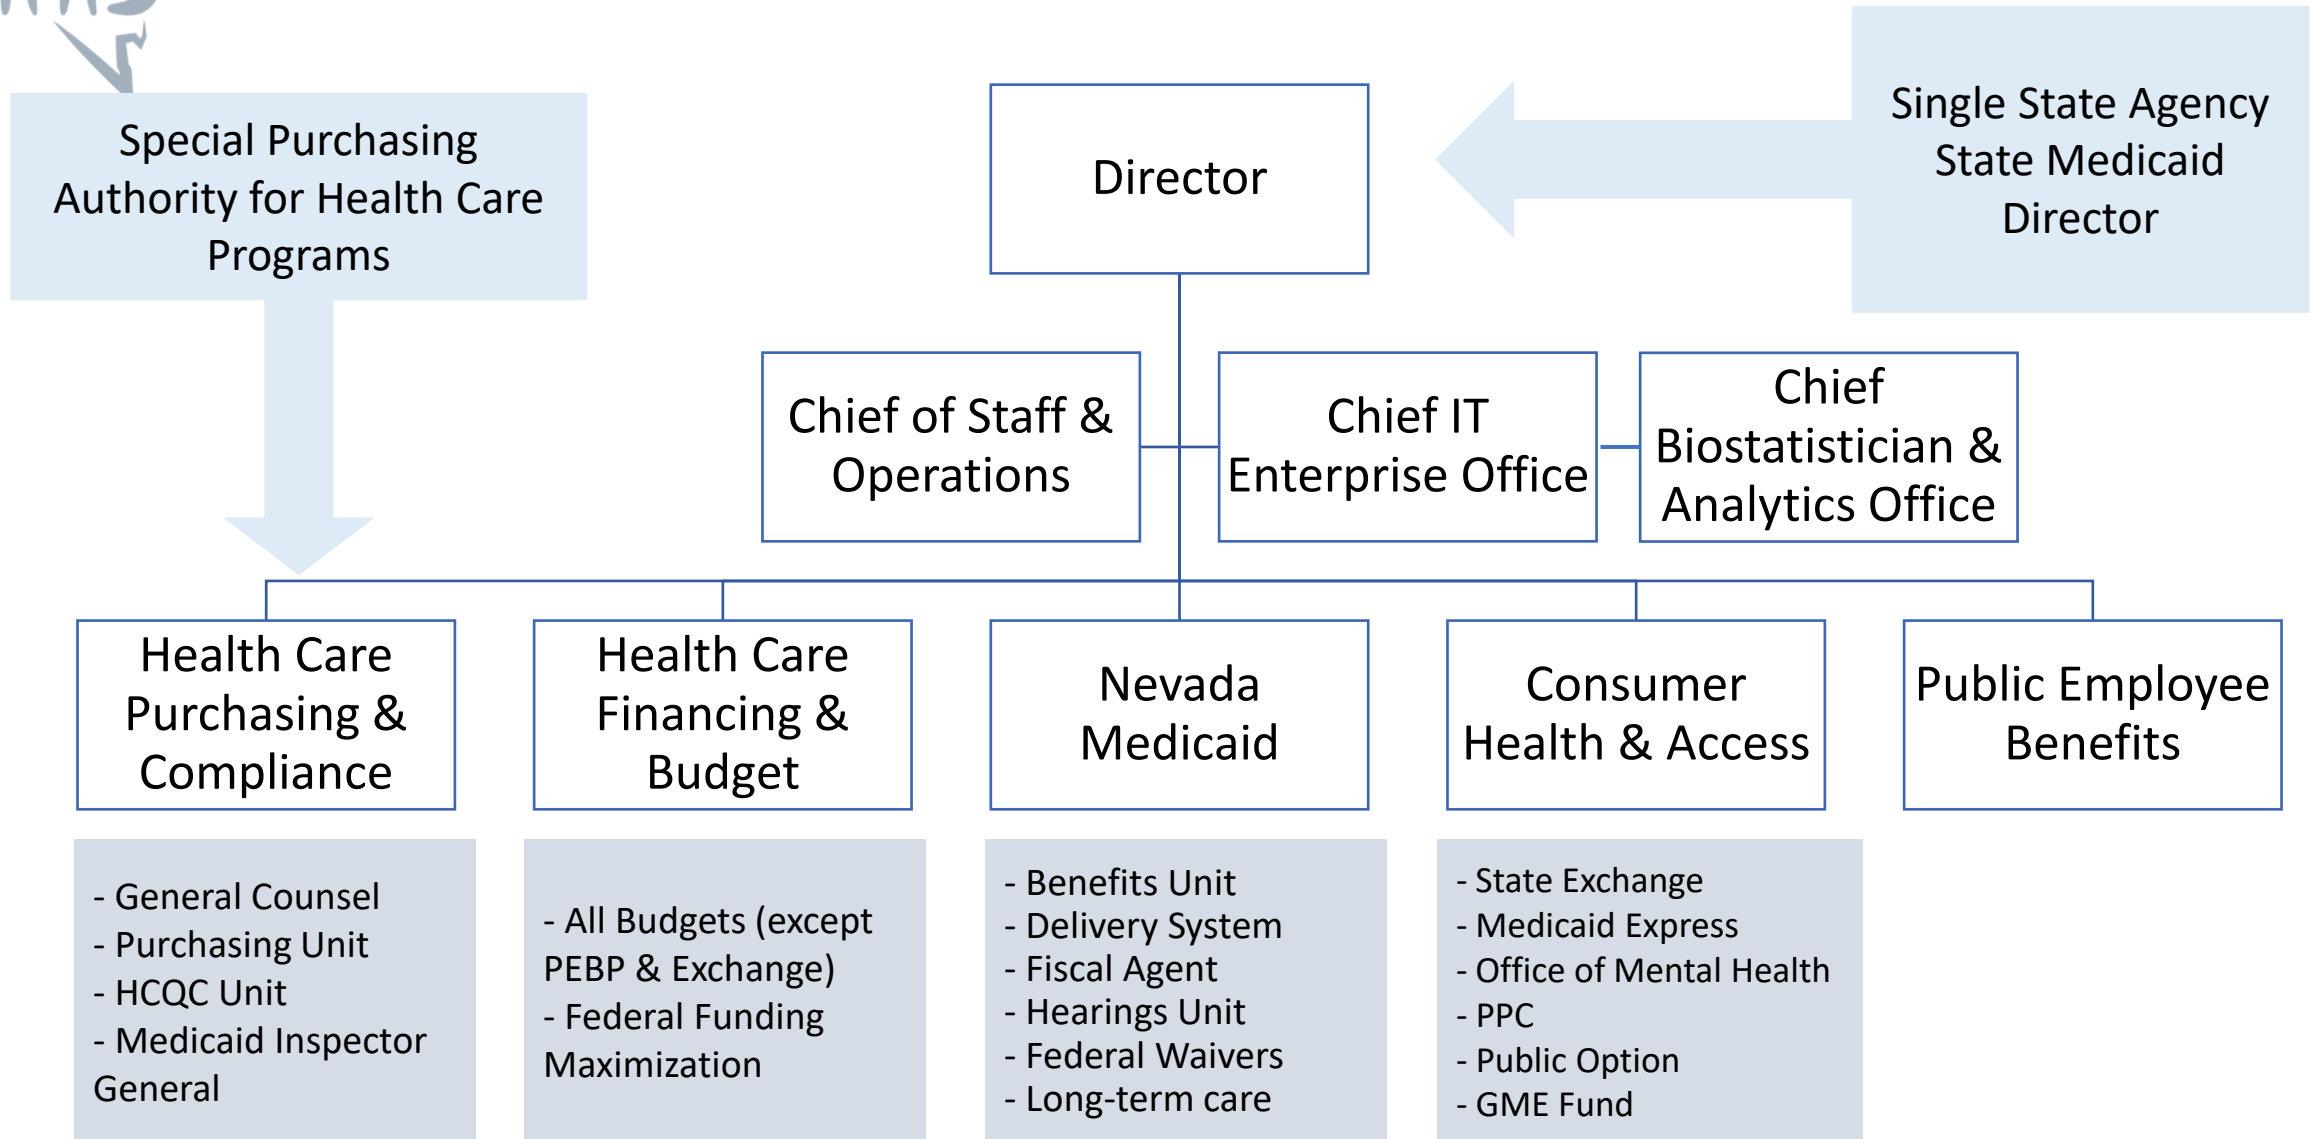 Special Purchasing
Authority for Health Care
Programs
Director
Single State Agency
State Medicaid
Director
Chief of Staff &
Operations
Chief IT
Enterprise Office
Chief
Biostatistician &
Analytics Office
Health Care
Purchasing &
Compliance
Health Care
Financing &
Budget
Nevada
Medicaid
Consumer
Health & Access
Public Employee
Benefits
- General Counsel
- Purchasing Unit
- HCQC Unit
- Medicaid Inspector
General
- All Budgets (except
PEBP & Exchange)
- Federal Funding
Maximization
- Benefits Unit
- Delivery System
- Fiscal Agent
- Hearings Unit
- Federal Waivers
- Long-term care
- State Exchange
- Medicaid Express
- Office of Mental Health
- PPC
- Public Option
- GME Fund